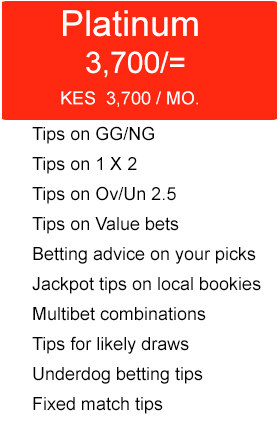 Platinum
3,700/=
KES 3,700 / MO.
Tips on GG/NG
Tips on 1 X 2
Tips on Ov/Un 2.5
Tips on Value bets
Betting advice on your picks
Jackpot tips on local bookies
Multibet combinations
Tips for likely draws
Underdog betting tips
Fixed match tips